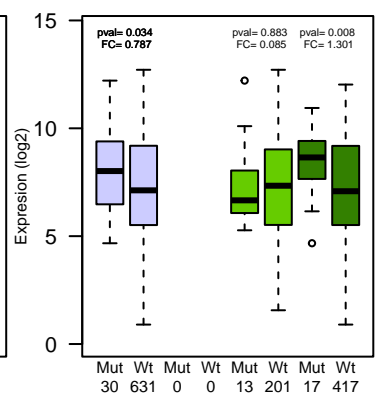 15
10
5
0
Expresion (log2)
pval= 0.034 pval= 0.883 pval= 0.008
FC= 0.787 FC= 0.085 FC= 1.301
Mut Wt Mut Wt Mut Wt Mut Wt
30 631 0 0 13 201 17 417